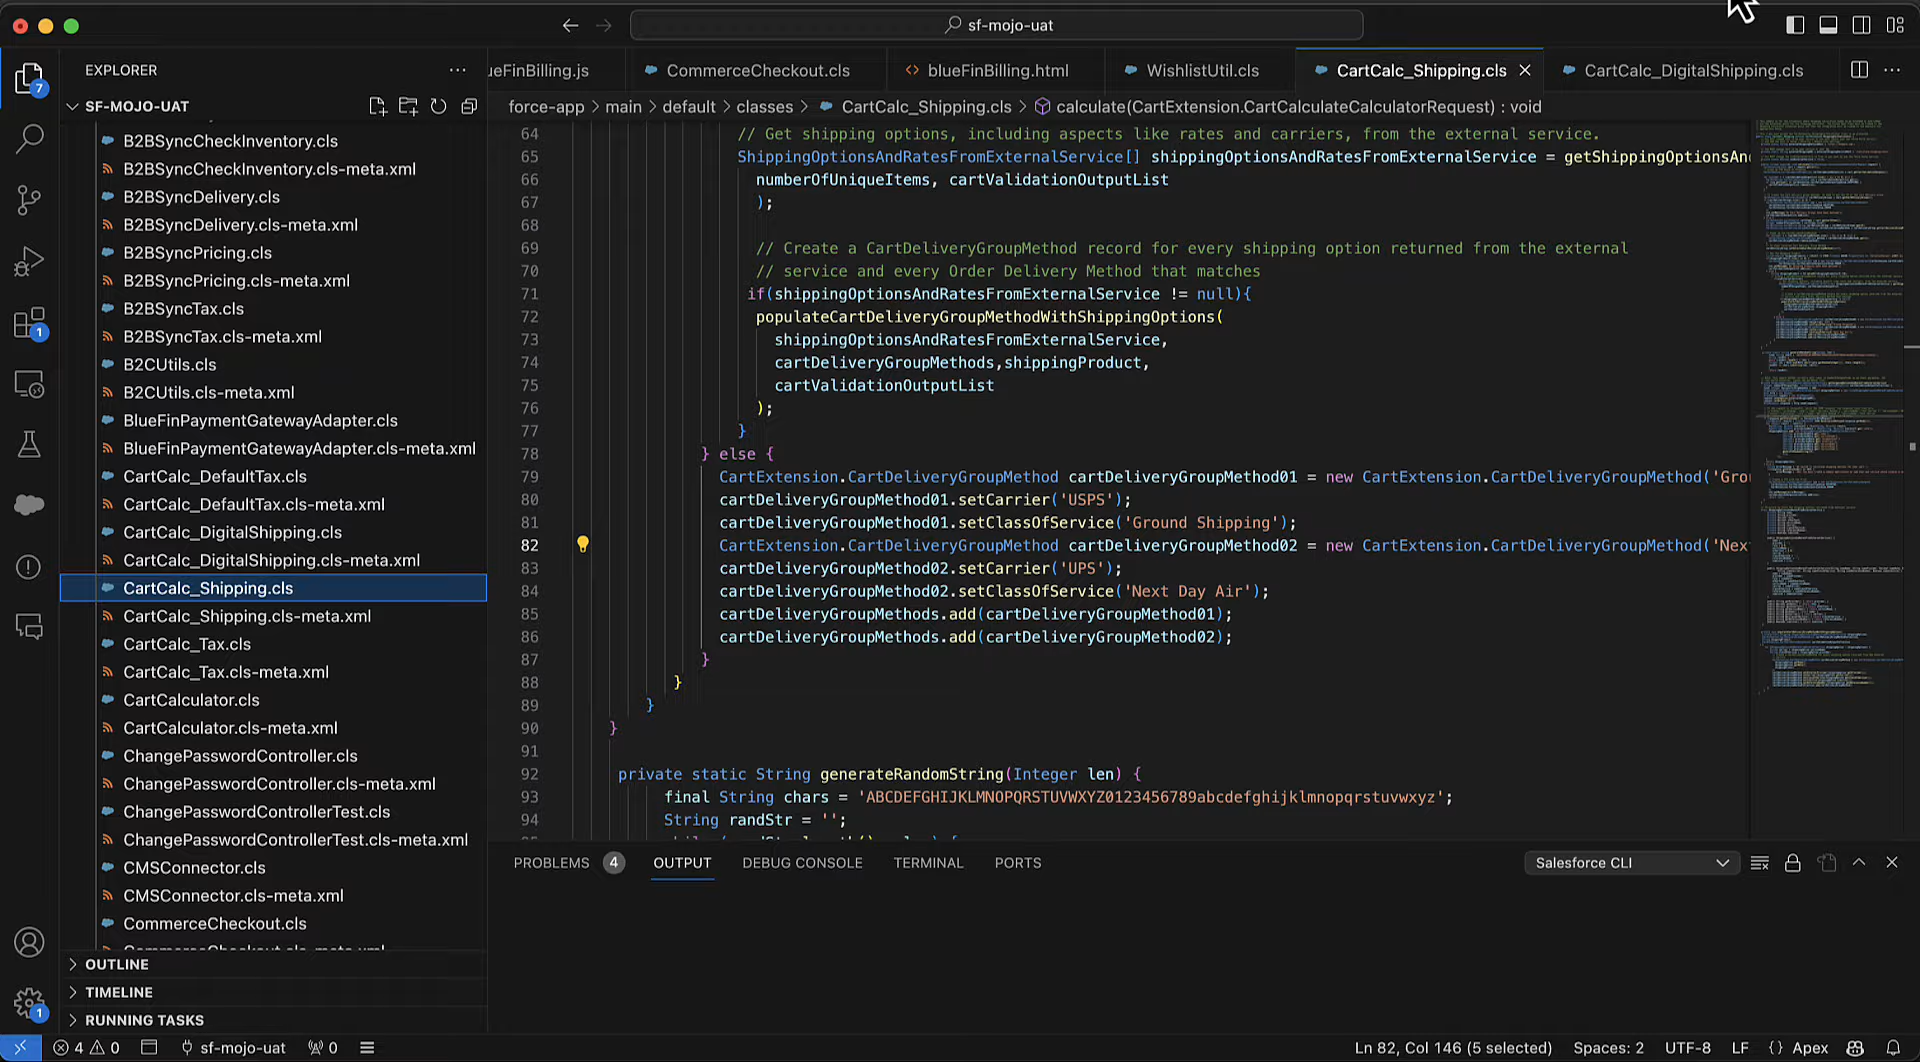 sf-mojo-uat
EXPLORER
ueFinBilling.js
CommerceCheckout.cls
blueFinBilling.html
WishlistUtil.cls
CartCalc_Shipping.cls
CartCalc_DigitalShipping.cls
SF-MOJO-UAT
force-app > main > default > classes > CartCalc_Shipping.cls > calculate(CartExtension.CartCalculateCalculatorRequest) : void
7
1
B2BSyncCheckInventory.cls
B2BSyncCheckInventory.cls-meta.xml
B2BSyncDelivery.cls
B2BSyncDelivery.cls-meta.xml
B2BSyncPricing.cls
B2BSyncPricing.cls-meta.xml
B2BSyncTax.cls
B2BSyncTax.cls-meta.xml
B2CUtils.cls
B2CUtils.cls-meta.xml
BlueFinPaymentGatewayAdapter.cls
BlueFinPaymentGatewayAdapter.cls-meta.xml
CartCalc_DefaultTax.cls
CartCalc_DefaultTax.cls-meta.xml
CartCalc_DigitalShipping.cls
CartCalc_DigitalShipping.cls-meta.xml
CartCalc_Shipping.cls
CartCalc_Shipping.cls-meta.xml
CartCalc_Tax.cls
CartCalc_Tax.cls-meta.xml
CartCalculator.cls
CartCalculator.cls-meta.xml
ChangePasswordController.cls
ChangePasswordController.cls-meta.xml
ChangePasswordControllerTest.cls
ChangePasswordControllerTest.cls-meta.xml
CMSConnector.cls
CMSConnector.cls-meta.xml
CommerceCheckout.cls
CommerceCheckout.cls-meta.xml
OUTLINE
TIMELINE
RUNNING TASKS
1
64 // Get shipping options, including aspects like rates and carriers, from the external service.
65 ShippingOptionsAndRatesFromExternalService[] shippingOptionsAndRatesFromExternalService = getShippingOptionsAn
66 numberOfUniqueItems, cartValidationOutputList
67 );
68
69 // Create a CartDeliveryGroupMethod record for every shipping option returned from the external
70 // service and every Order Delivery Method that matches
71 if(shippingOptionsAndRatesFromExternalService != null){
72 populateCartDeliveryGroupMethodWithShippingOptions(
73 shippingOptionsAndRatesFromExternalService,
74 cartDeliveryGroupMethods,shippingProduct,
75 cartValidationOutputList
76 );
77 }
78 } else {
79 CartExtension.CartDeliveryGroupMethod cartDeliveryGroupMethod01 = new CartExtension.CartDeliveryGroupMethod('Gro
80 cartDeliveryGroupMethod01.setCarrier('USPS');
81 cartDeliveryGroupMethod01.setClassOfService('Ground Shipping');
82 CartExtension.CartDeliveryGroupMethod cartDeliveryGroupMethod02 = new CartExtension.CartDeliveryGroupMethod('Nex
83 cartDeliveryGroupMethod02.setCarrier('UPS');
84 cartDeliveryGroupMethod02.setClassOfService('Next Day Air');
85 cartDeliveryGroupMethods.add(cartDeliveryGroupMethod01);
86 cartDeliveryGroupMethods.add(cartDeliveryGroupMethod02);
87 }
88 }
89 }
90 }
91
92 private static String generateRandomString(Integer len) {
93 final String chars = 'ABCDEFGHIJKLMNOPQRSTUVWXYZ0123456789abcdefghijklmnopqrstuvwxyz';
94 String randStr = '';
PROBLEMS 4
OUTPUT
DEBUG CONSOLE
TERMINAL
PORTS
Salesforce CLI
4 0
sf-mojo-uat
0
Ln 82, Col 146 (5 selected)
Spaces: 2
UTF-8
LF
{} Apex